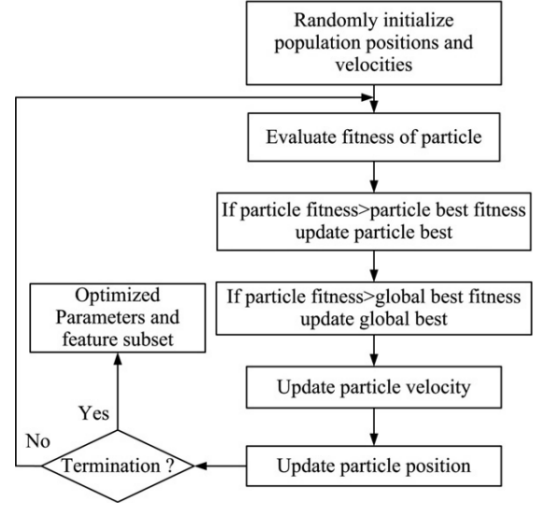 Randomly initialize
population positions and
velocities
Evaluate fitness of particle
If particle fitness>particle best fitness
update particle best
If particle fitness>global best fitness
update global best
Update particle velocity
Update particle position
Termination ?
Yes
No
Optimized
Parameters and
feature subset